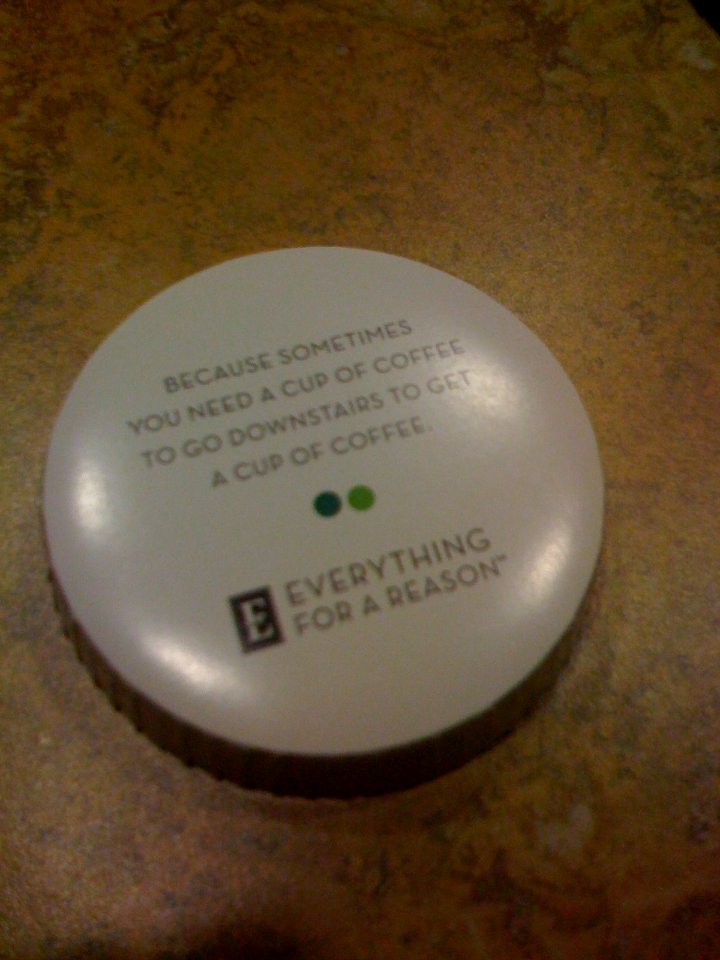 BECAUSE SOMETIMES
YOU NEED A CUP OF COFFEE
TO GO DOWNSTAIRS TO GET
A CUP OF COFFEE.
E
EVERYTHING
FOR A REASON™